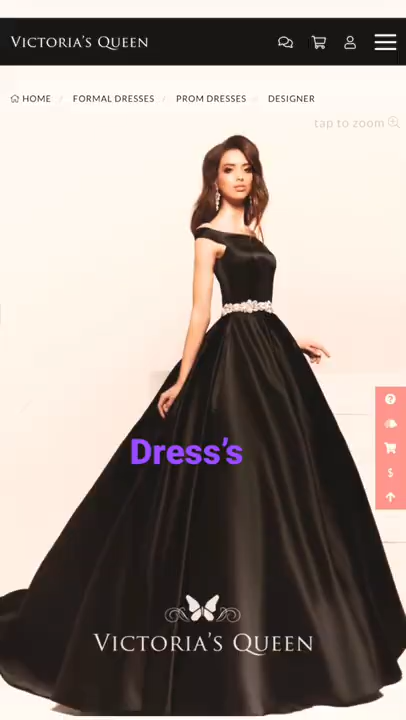 VICTORIA'S QUEEN
HOME / FORMAL DRESSES / PROM DRESSES / DESIGNER
tap to zoom
$
Dress's
VICTORIA'S QUEEN